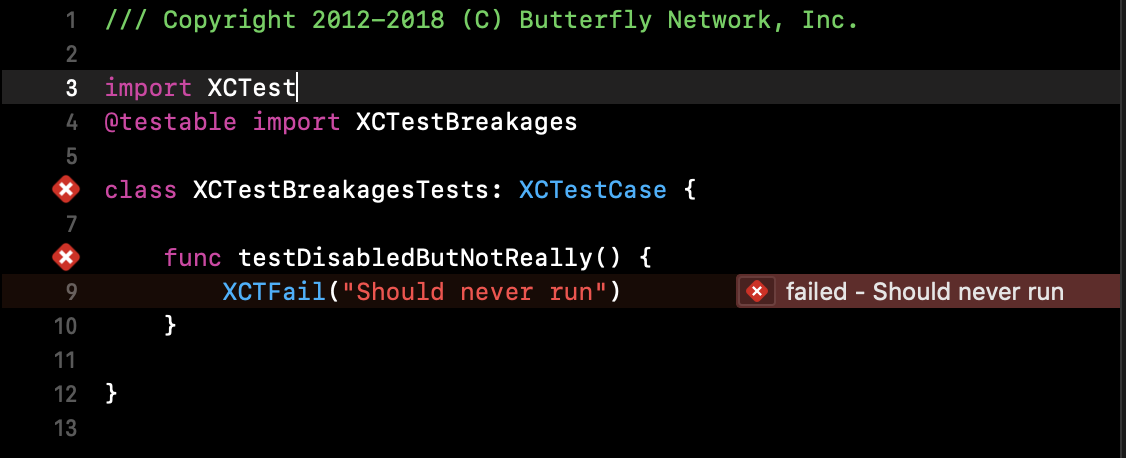 1 /// Copyright 2012–2018 (C) Butterfly Network, Inc.
2
3 import XCTest
4 @testable import XCTestBreakages
5
class XCTestBreakagesTests: XCTestCase {
7
func testDisabledButNotReally() {
9 XCTFail("Should never run") failed - Should never run
10 }
11
12 }
13